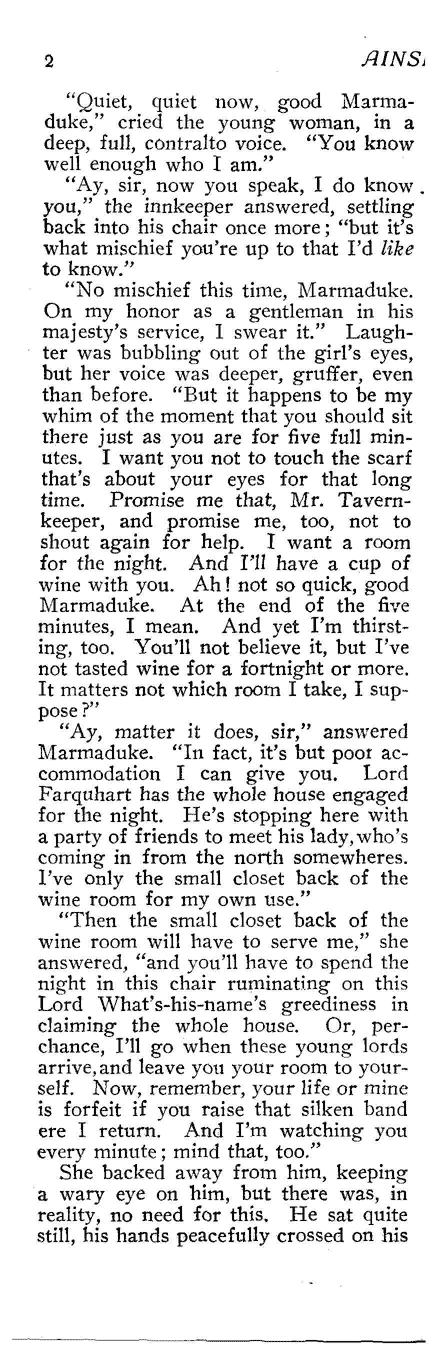 2 AINS
"Quiet, quiet now, good Marma-
duke," cried the young woman, in a
deep, full, contralto voice. "You know
well enough who I am."
"Ay, sir, now you speak, I do know
you," the innkeeper answered, settling
back into his chair once more; "but it's
what mischief you're up to that I'd like
to know."
"No mischief this time, Marmaduke.
On my honor as a gentleman in his
majesty's service, I swear it." Laugh-
ter was bubbling out of the girl's eyes,
but her voice was deeper, gruffer, even
than before. "But it happens to be my
whim of the moment that you should sit
there just as you are for five full min-
utes. I want you not to touch the scarf
that's about your eyes for that long
time. Promise me that, Mr. Tavern-
keeper, and promise me, too, not to
shout again for help. I want a room
for the night. And I'll have a cup of
wine with you. Ah! not so quick, good
Marmaduke. At the end of the five
minutes, I mean. And yet I'm thirst-
ing, too. You'll not believe it, but I've
not tasted wine for a fortnight or more.
It matters not which room I take, I sup-
pose?"
"Ay, matter it does, sir," answered
Marmaduke. "In fact, it's but poor ac-
commodation I can give you. Lord
Farquhart has the whole house engaged
for the night. He's stopping here with
a party of friends to meet his lady, who's
coming in from the north somewheres.
I've only the small closet back of the
wine room for my own use."
"Then the small closet back of the
wine room will have to serve me," she
answered, "and you'll have to spend the
night in this chair ruminating on this
Lord What's-his-name's greediness in
claiming the whole house. Or, per-
chance, I'll go when these young lords
arrive, and leave you your room to your-
self. Now, remember, your life or mine
is forfeit if you raise that silken band
ere I return. And I'm watching you
every minute; mind that, too."
She backed away from him, keeping
a wary eye on him, but there was, in
reality, no need for this. He sat quite
still, his hands peacefully crossed on his